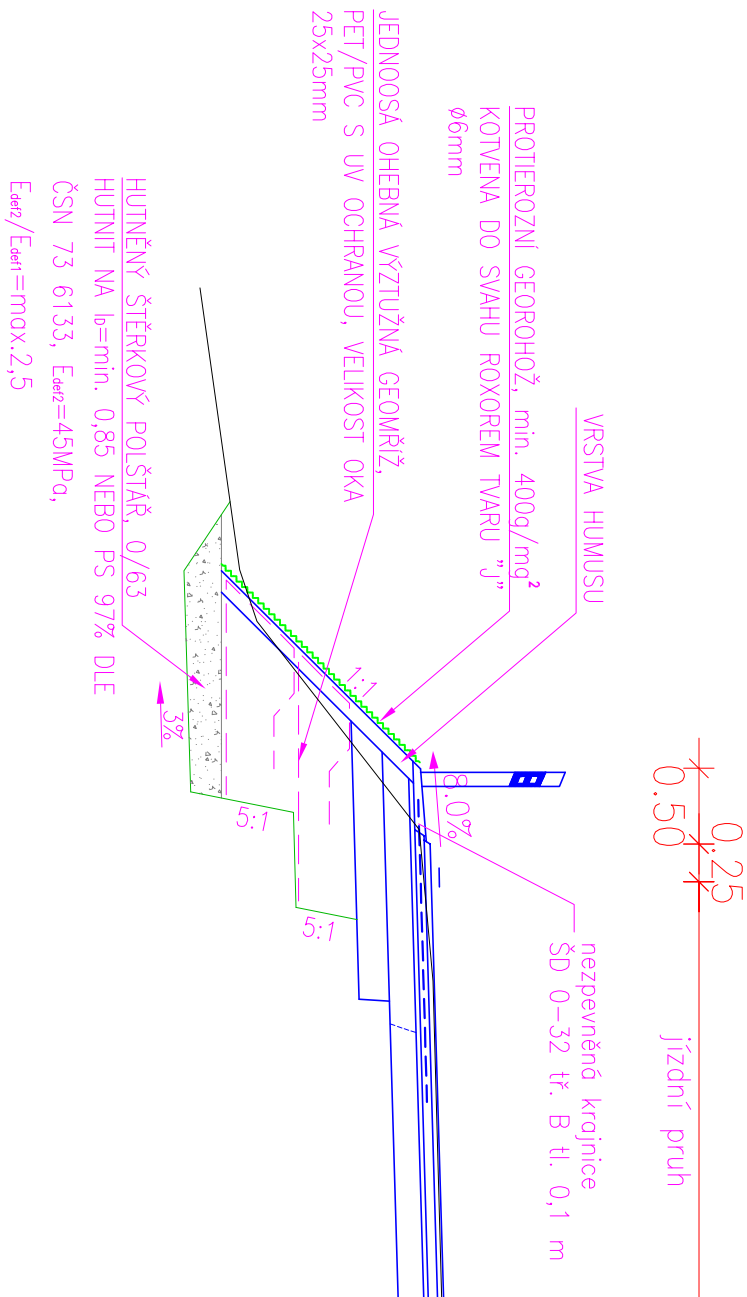 0.25
0.50
jízdní pruh
nezpevněná krajnice
ŠD 0-32 tř. B tl. 0,1 m
VRSTVA HUMUSU
PROTIEROZNÍ GEOROHOŽ, min. 400g/mg²
KOTVENA DO SVAHU ROXOREM TVARU "J"
Ø6mm
JEDNOOSÁ OHEBNÁ VÝZTUŽNÁ GEOMŘÍŽ,
PET/PVC S UV OCHRANOU, VELIKOST OKA
25x25mm
8.0%
1:1
5:1
5:1
3%
HUTNĚNÝ ŠTĚRKOVÝ POLŠTÁŘ, 0/63
HUTNIT NA ID=min. 0,85 NEBO PS 97% DLE
ČSN 73 6133, Edef2=45MPa,
Edef2/Edef1=max.2,5